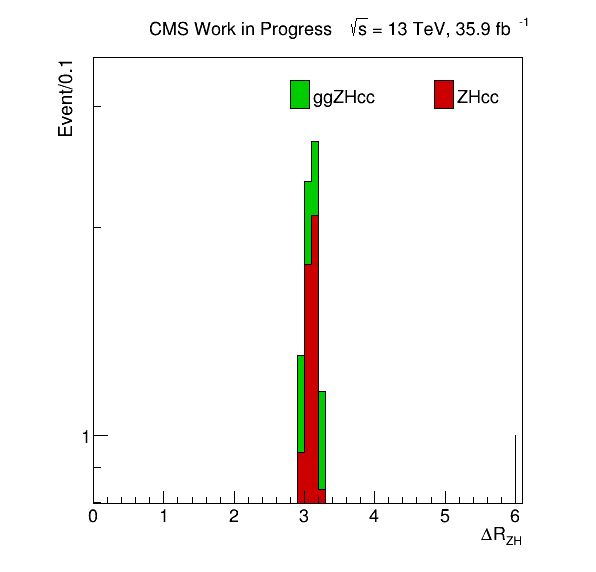 CMS Work in Progress √s = 13 TeV, 35.9 fb⁻¹
Event/0.1
ggZHcc ZHcc
1
0 1 2 3 4 5 6
ΔR_ZH